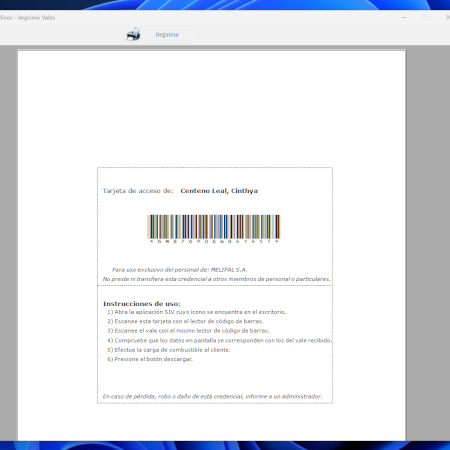 finor - Imprimir Vales
Imprimir
Tarjeta de acceso de: Centeno Leal, Cinthya
Para uso exclusivo del personal de: MELIPAL S.A.
No preste ni transfiera esta credencial a otros miembros de personal o particulares.
Instrucciones de uso:
1) Abra la aplicación SIV cuyo ícono se encuentra en el escritorio.
2) Escanee esta tarjeta con el lector de código de barras.
3) Escanee el vale con el mismo lector de código de barras.
4) Compruebe que los datos en pantalla se corresponden con los del vale recibido.
5) Efectue la carga de combustible al cliente.
6) Presione el botón descargar.
En caso de pérdida, robo o daño de esta credencial, informe a un administrador.